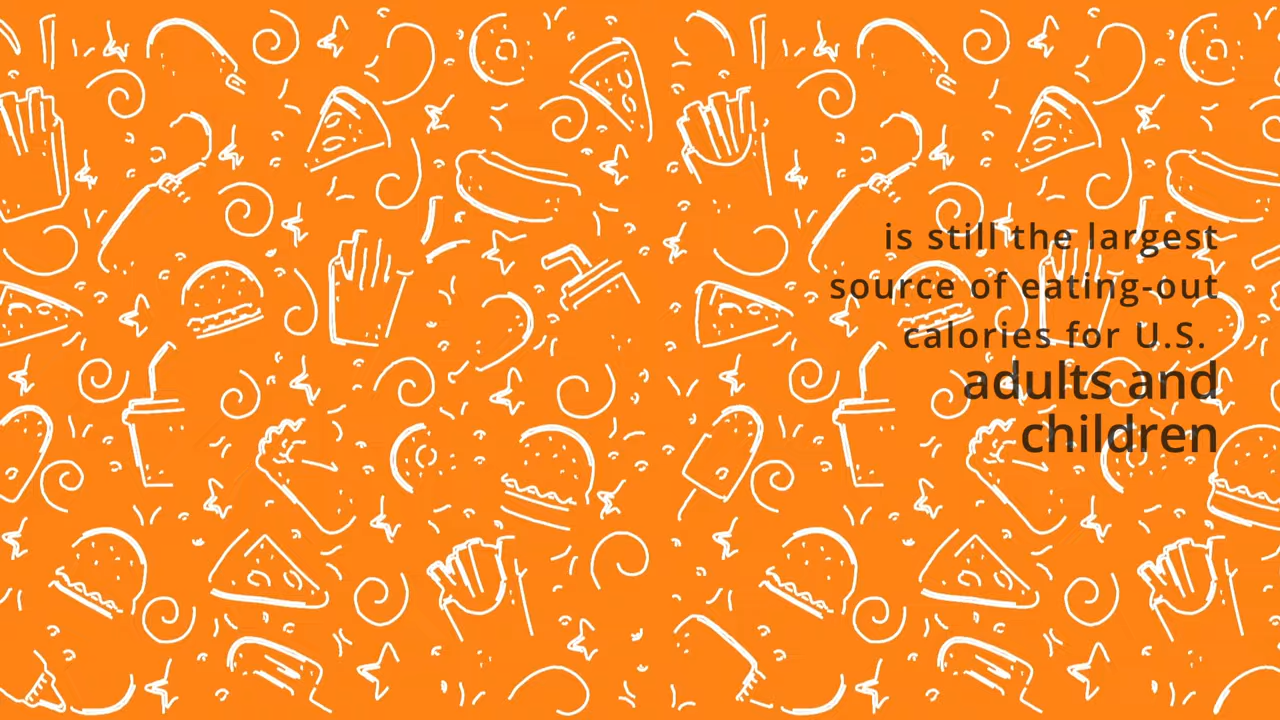 is still the largest
source of eating-out
calories for U.S.
adults and
children